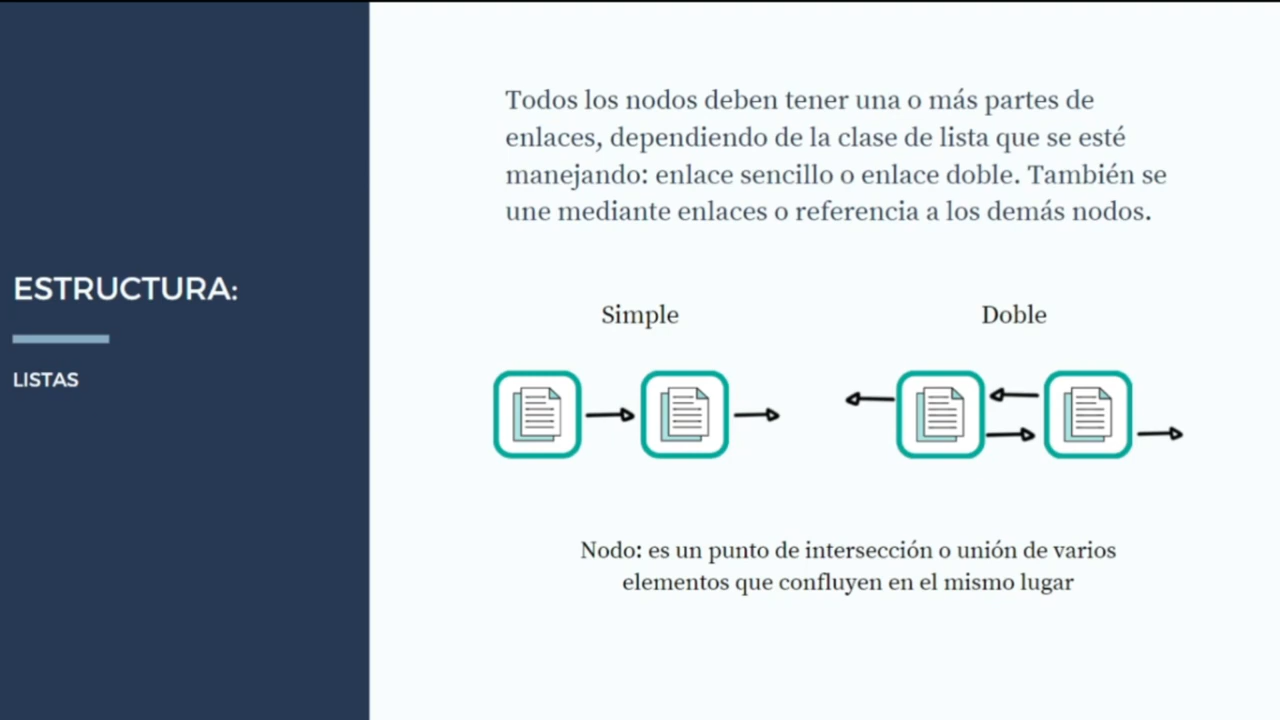 ESTRUCTURA:
LISTAS
Todos los nodos deben tener una o más partes de
enlaces, dependiendo de la clase de lista que se esté
manejando: enlace sencillo o enlace doble. También se
une mediante enlaces o referencia a los demás nodos.
Simple
Doble
Nodo: es un punto de intersección o unión de varios
elementos que confluyen en el mismo lugar